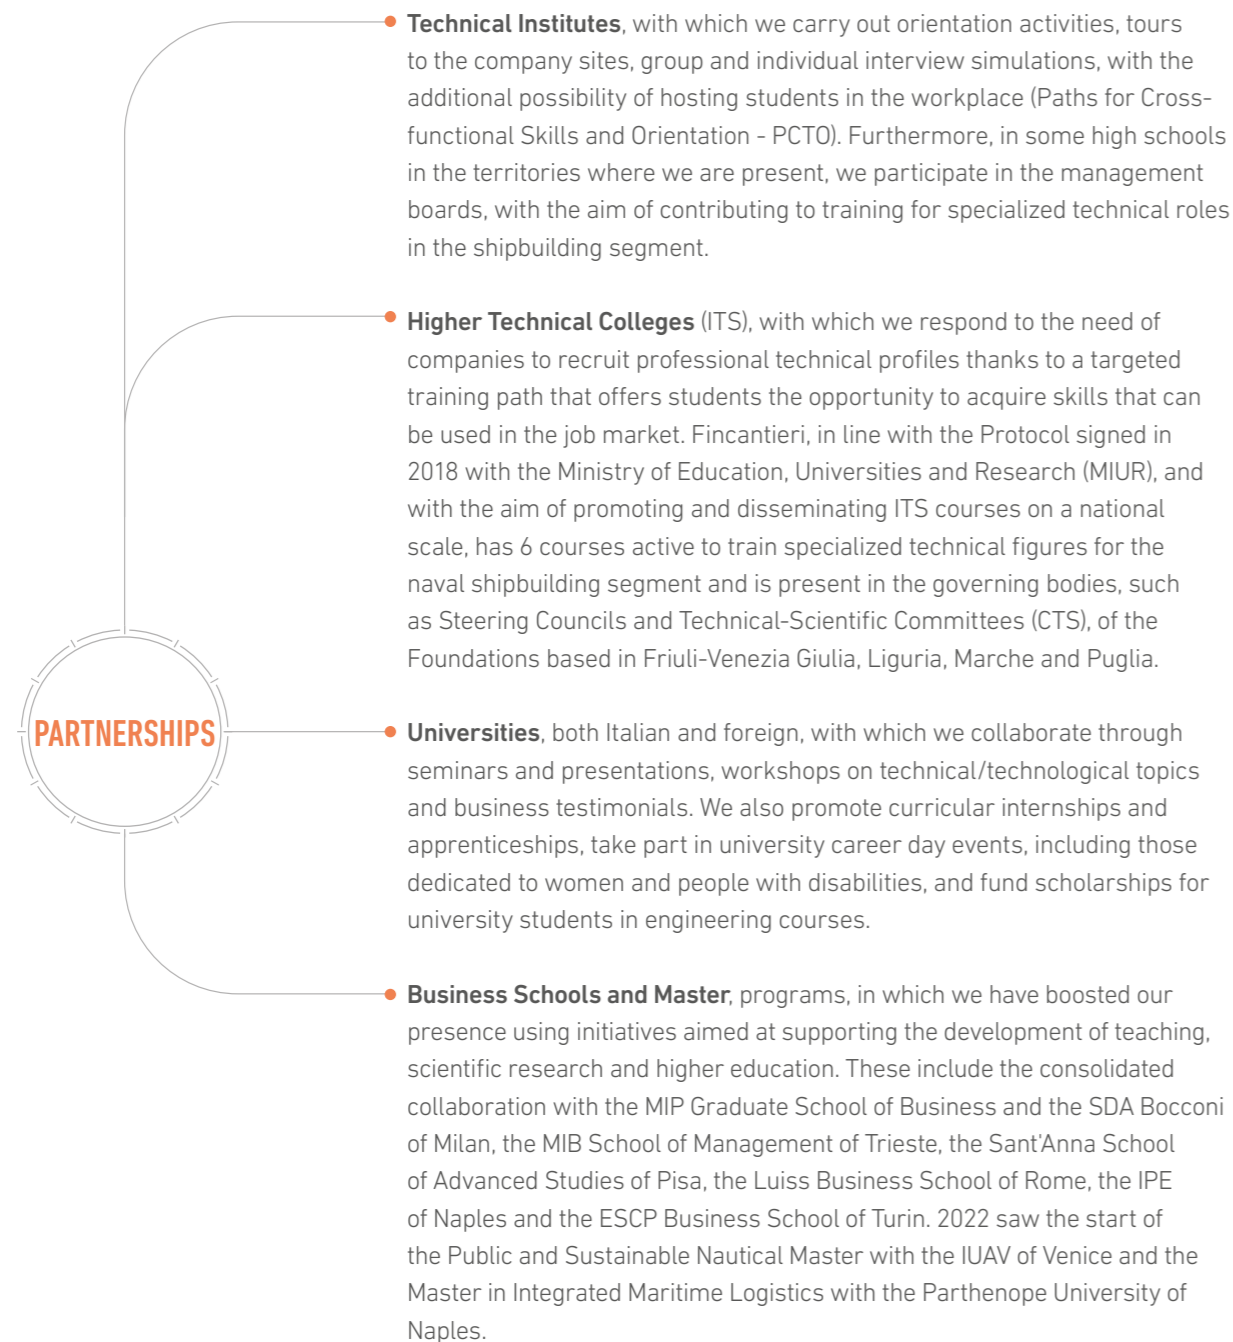 Technical Institutes, with which we carry out orientation activities, tours
to the company sites, group and individual interview simulations, with the
additional possibility of hosting students in the workplace (Paths for Cross-
functional Skills and Orientation - PCTO). Furthermore, in some high schools
in the territories where we are present, we participate in the management
boards, with the aim of contributing to training for specialized technical roles
in the shipbuilding segment.
Higher Technical Colleges (ITS), with which we respond to the need of
companies to recruit professional technical profiles thanks to a targeted
training path that offers students the opportunity to acquire skills that can
be used in the job market. Fincantieri, in line with the Protocol signed in
2018 with the Ministry of Education, Universities and Research (MIUR), and
with the aim of promoting and disseminating ITS courses on a national
scale, has 6 courses active to train specialized technical figures for the
naval shipbuilding segment and is present in the governing bodies, such
as Steering Councils and Technical-Scientific Committees (CTS), of the
Foundations based in Friuli-Venezia Giulia, Liguria, Marche and Puglia.
PARTNERSHIPS
Universities, both Italian and foreign, with which we collaborate through
seminars and presentations, workshops on technical/technological topics
and business testimonials. We also promote curricular internships and
apprenticeships, take part in university career day events, including those
dedicated to women and people with disabilities, and fund scholarships for
university students in engineering courses.
Business Schools and Master, programs, in which we have boosted our
presence using initiatives aimed at supporting the development of teaching,
scientific research and higher education. These include the consolidated
collaboration with the MIP Graduate School of Business and the SDA Bocconi
of Milan, the MIB School of Management of Trieste, the Sant'Anna School
of Advanced Studies of Pisa, the Luiss Business School of Rome, the IPE
of Naples and the ESCP Business School of Turin. 2022 saw the start of
the Public and Sustainable Nautical Master with the IUAV of Venice and the
Master in Integrated Maritime Logistics with the Parthenope University of
Naples.